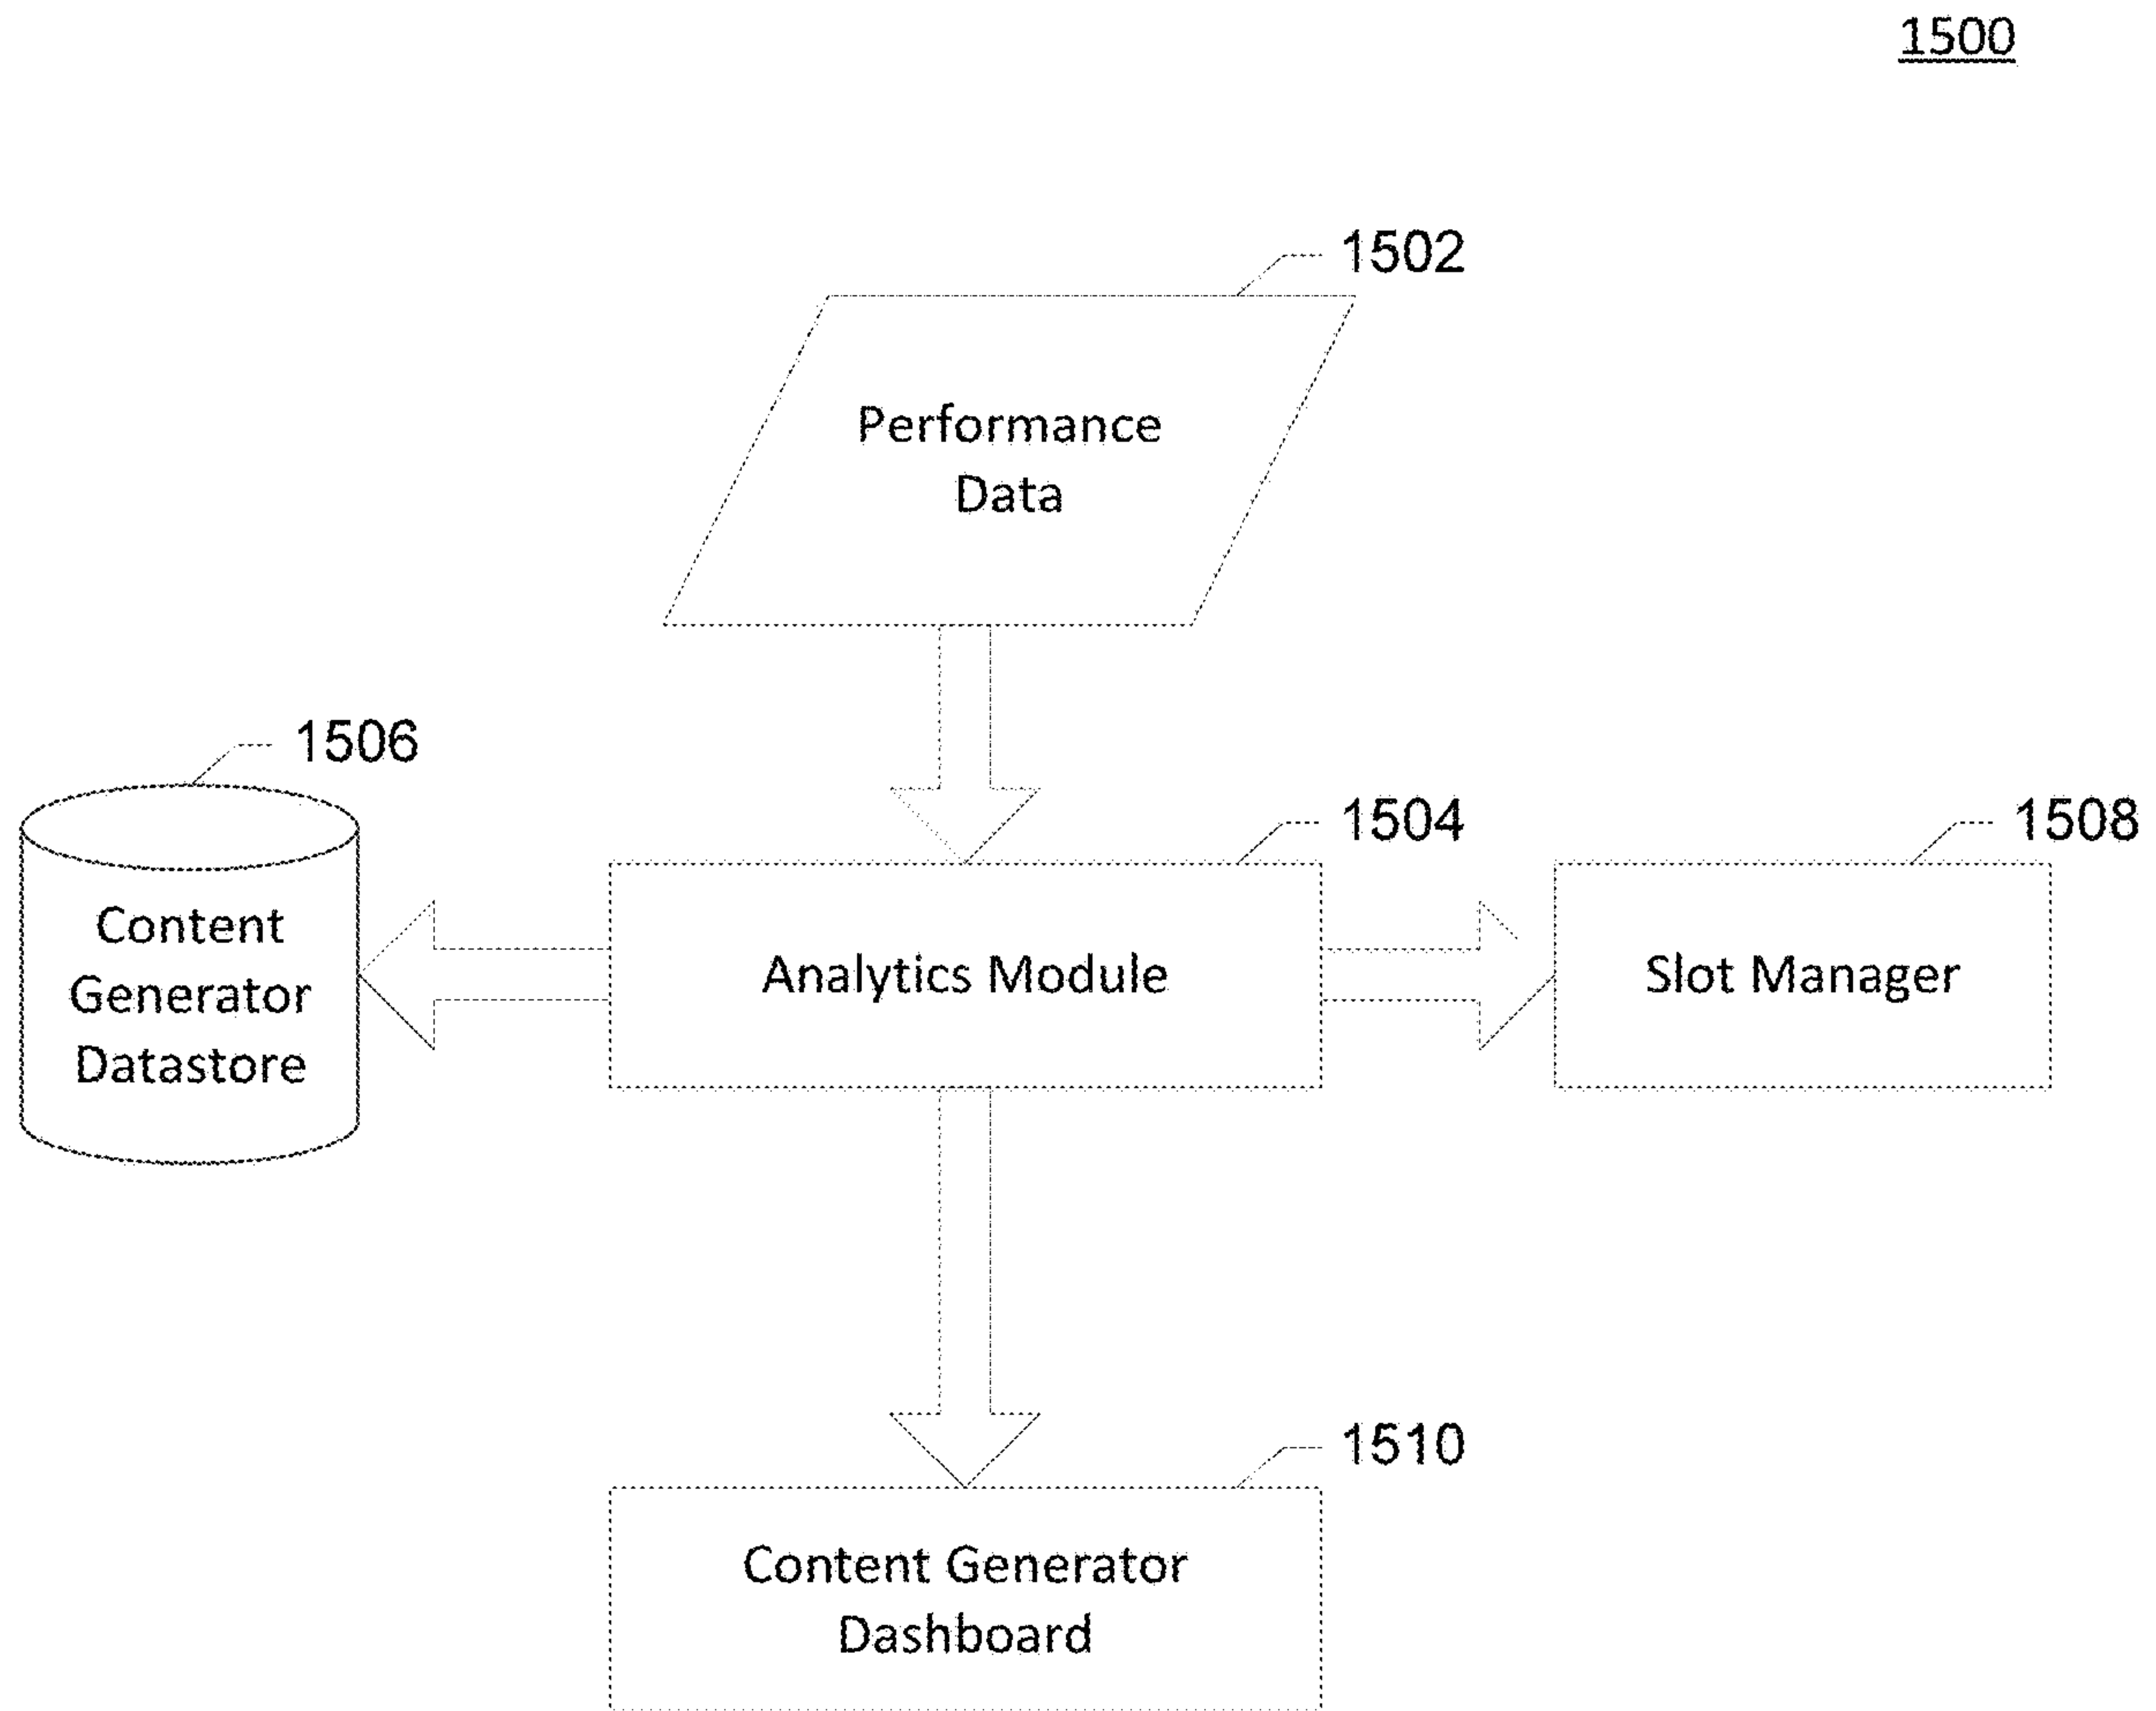 1500
1502
Performance
Data
1506
1504
1508
Content
Generator
Datastore
Analytics Module
Slot Manager
1510
Content Generator
Dashboard